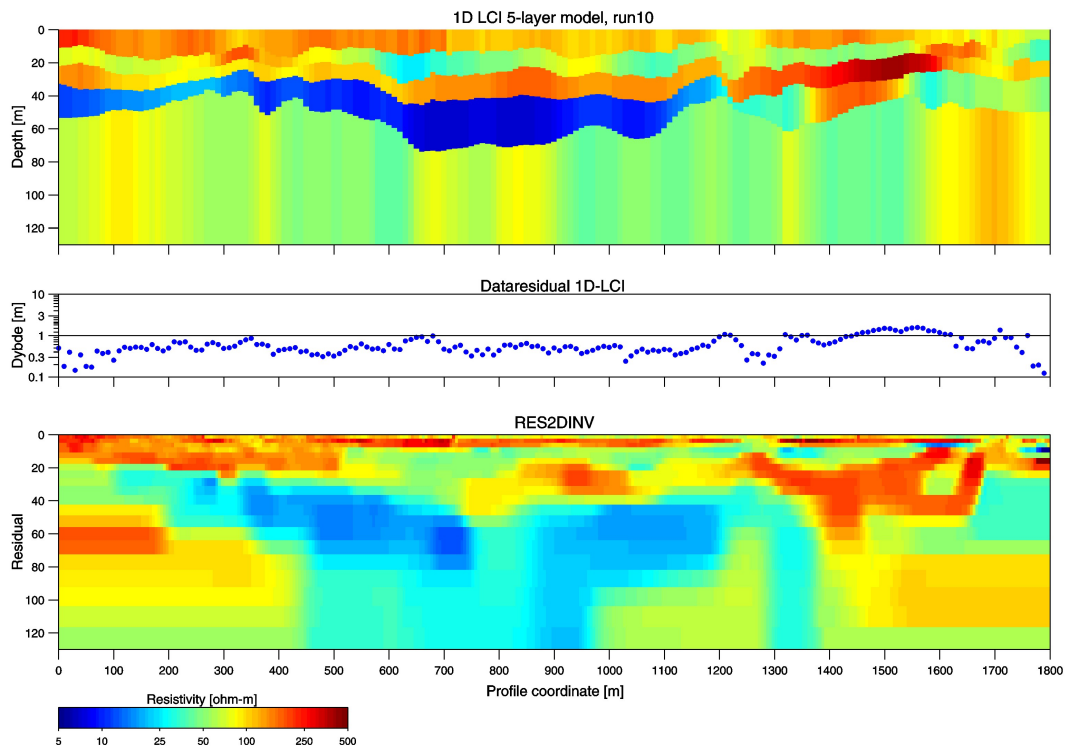 1D LCI 5-layer model, run10
0
20
40
60
80
100
120
Depth [m]
Dataresidual 1D-LCI
10
3
1
0.3
0.1
Dybde [m]
RES2DINV
0
20
40
60
80
100
120
Residual
0 100 200 300 400 500 600 700 800 900 1000 1100 1200 1300 1400 1500 1600 1700 1800
Profile coordinate [m]
Resistivity [ohm-m]
5 10 25 50 100 250 500